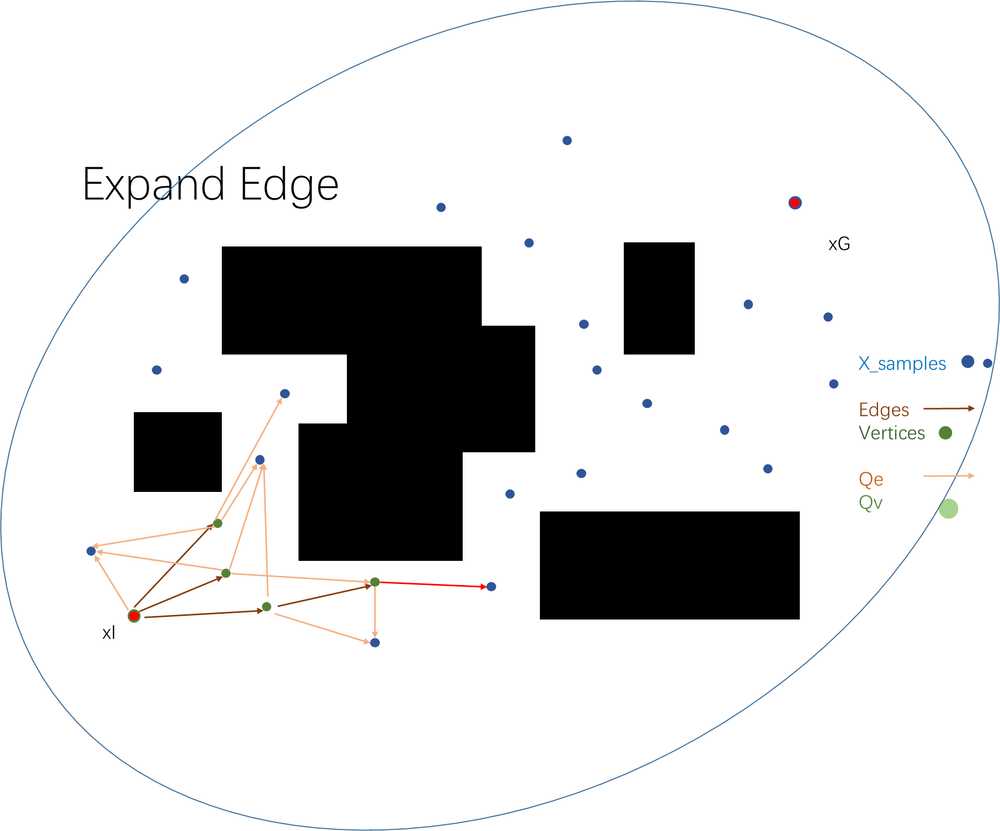 Expand Edge
xG
X_samples
Edges
Vertices
Qe
Qv
xI